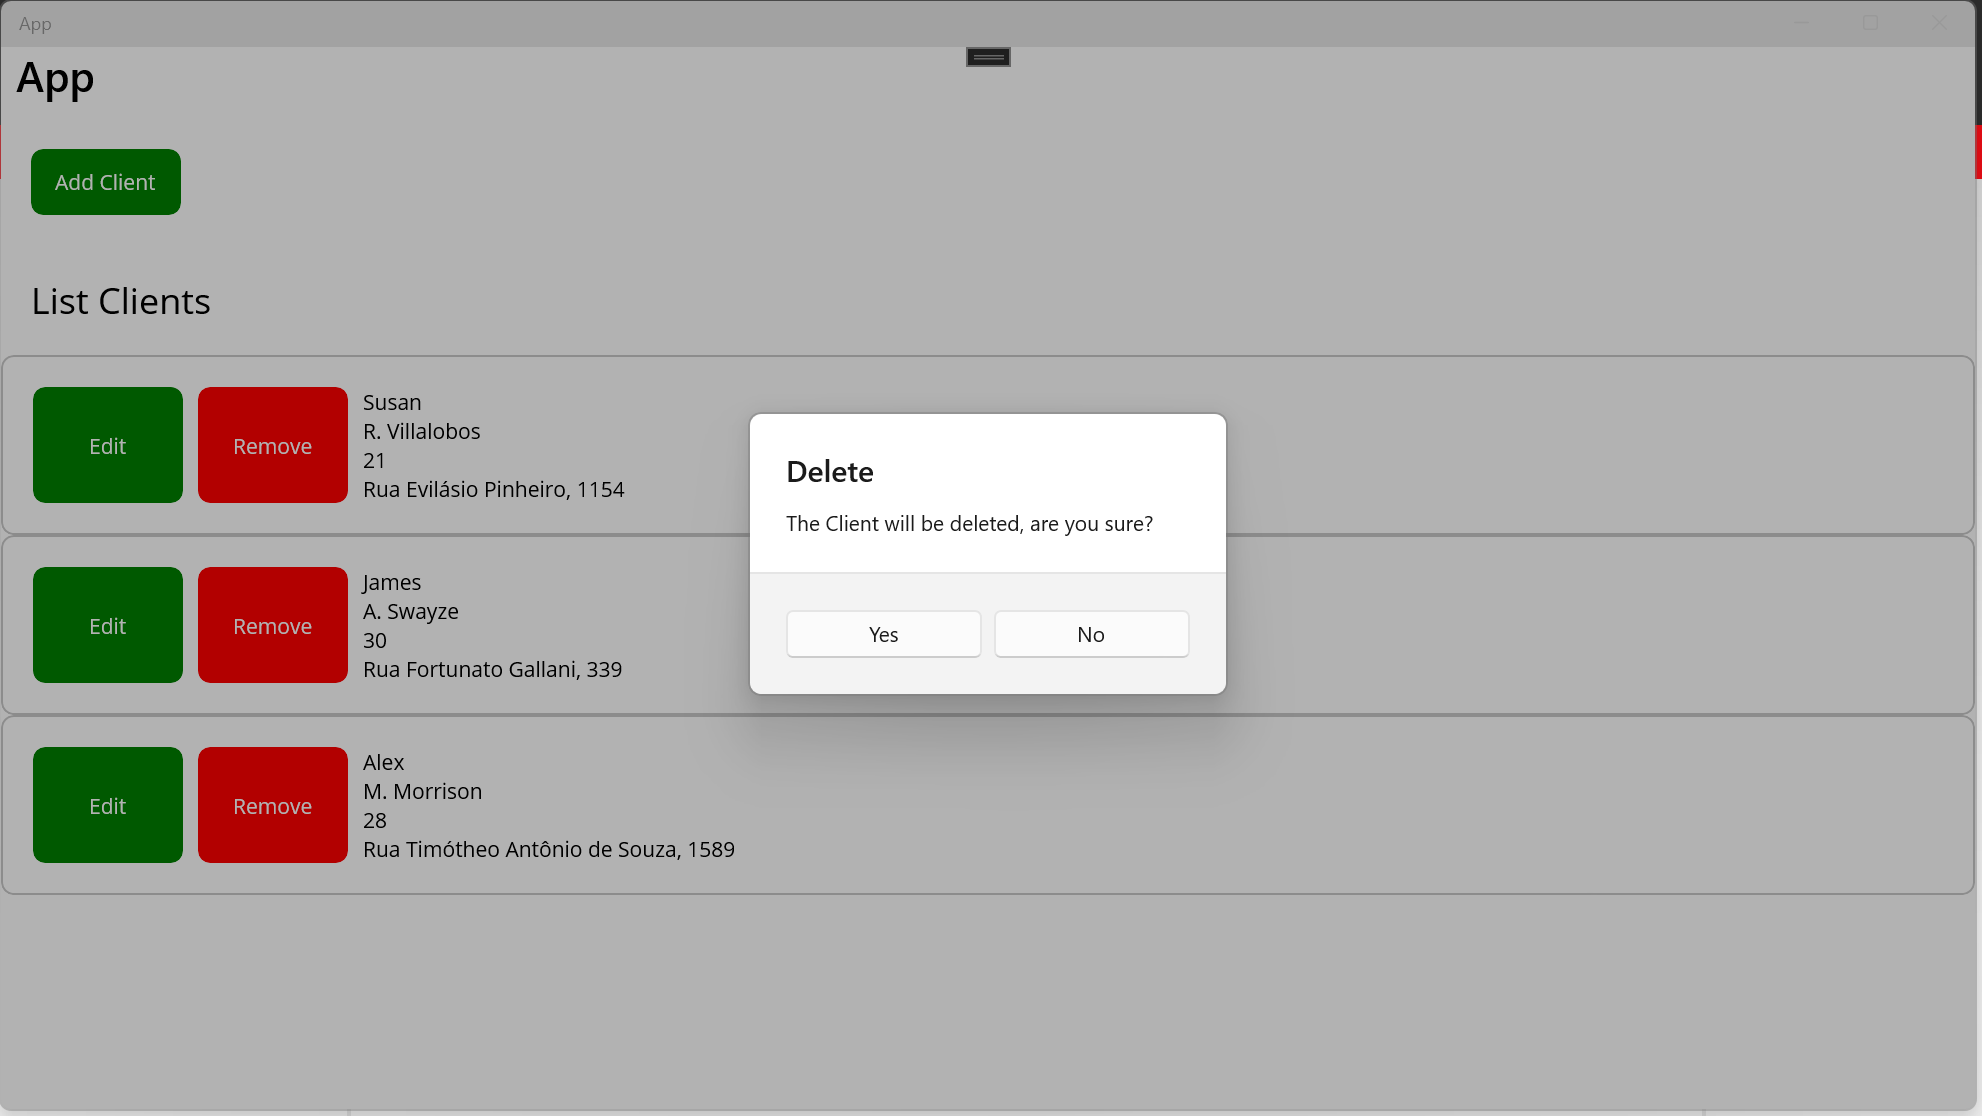 App
App
Add Client
List Clients
Edit
Remove
Susan
R. Villalobos
21
Rua Evilásio Pinheiro, 1154
Edit
Remove
James
A. Swayze
30
Rua Fortunato Gallani, 339
Edit
Remove
Alex
M. Morrison
28
Rua Timótheo Antônio de Souza, 1589
Delete
The Client will be deleted, are you sure?
Yes
No